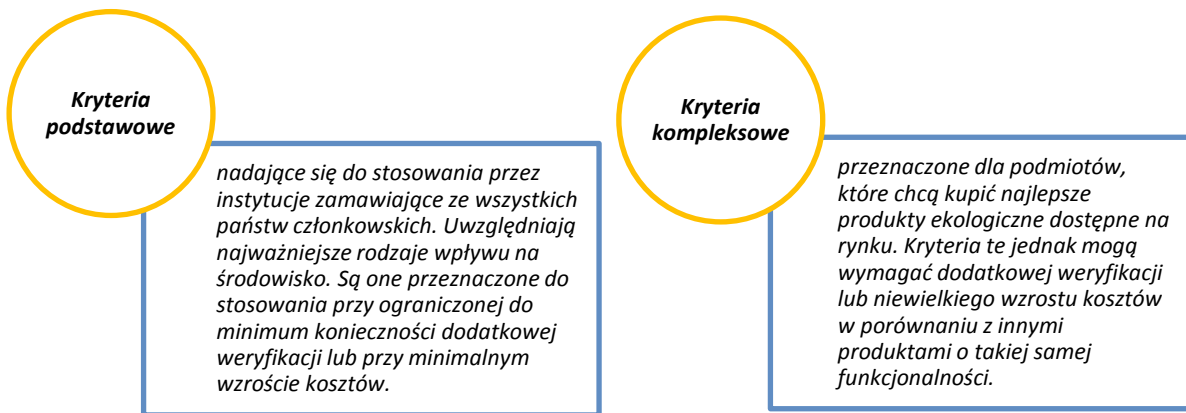 Kryteria
podstawowe
nadające się do stosowania przez
instytucje zamawiające ze wszystkich
państw członkowskich. Uwzględniają
najważniejsze rodzaje wpływu na
środowisko. Są one przeznaczone do
stosowania przy ograniczonej do
minimum konieczności dodatkowej
weryfikacji lub przy minimalnym
wzroście kosztów.
Kryteria
kompleksowe
przeznaczone dla podmiotów,
które chcą kupić najlepsze
produkty ekologiczne dostępne na
rynku. Kryteria te jednak mogą
wymagać dodatkowej weryfikacji
lub niewielkiego wzrostu kosztów
w porównaniu z innymi
produktami o takiej samej
funkcjonalności.